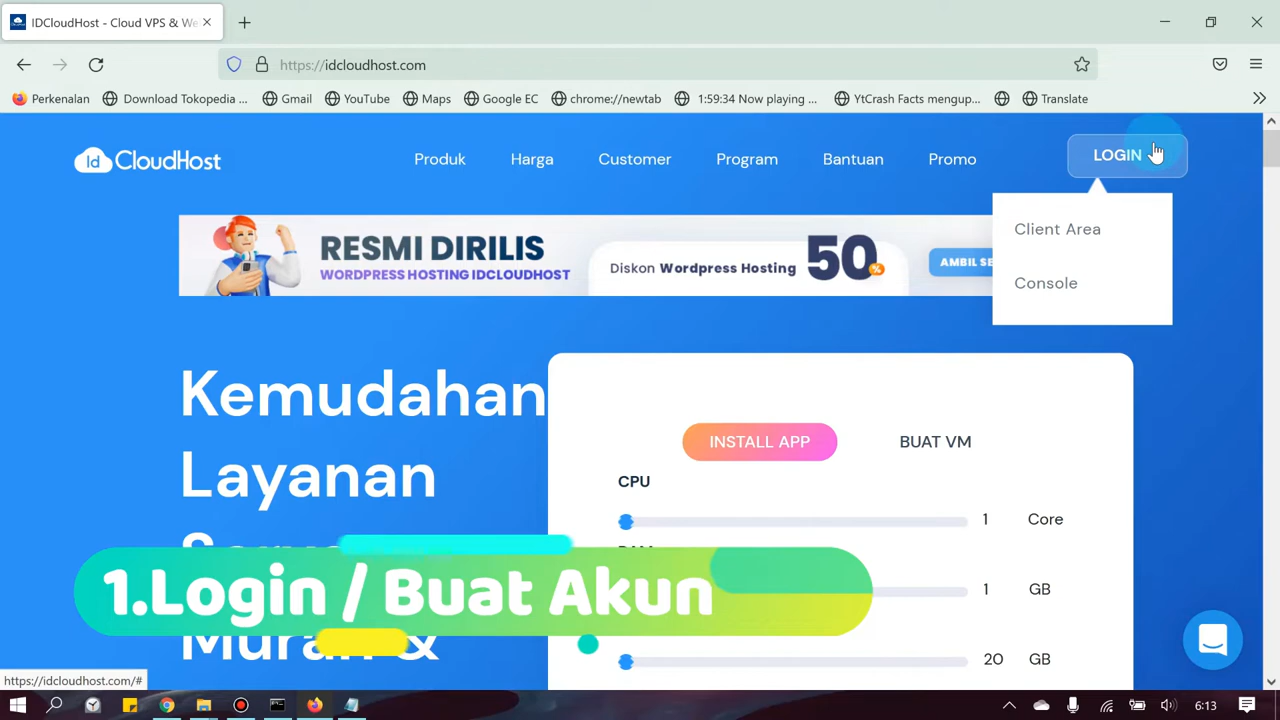 IDCloudHost - Cloud VPS & We
https://idcloudhost.com
Perkenalan
Download Tokopedia ...
Gmail
YouTube
Maps
Google EC
chrome://newtab
1:59:34 Now playing ...
YtCrash Facts mengup...
Translate
Id CloudHost
Produk
Harga
Customer
Program
Bantuan
Promo
LOGIN
Client Area
Console
RESMI DIRILIS
WORDPRESS HOSTING IDCLOUDHOST
Diskon Wordpress Hosting 50%
AMBIL SE
Kemudahan
Layanan
Murah &
INSTALL APP
BUAT VM
CPU
1 Core
1 GB
20 GB
1.Login / Buat Akun
https://idcloudhost.com/#
6:13